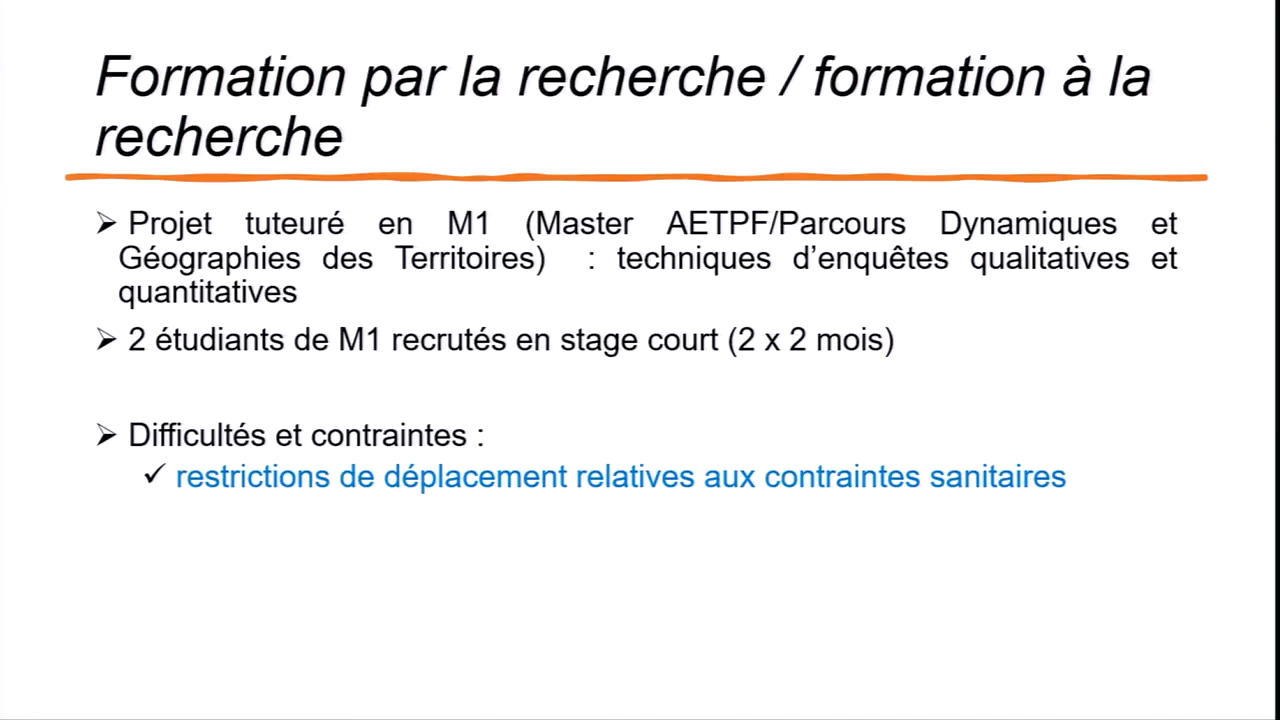 Formation par la recherche / formation à la
recherche
➢ Projet tuteuré en M1 (Master AETPF/Parcours Dynamiques et
Géographies des Territoires) : techniques d’enquêtes qualitatives et
quantitatives
➢ 2 étudiants de M1 recrutés en stage court (2 x 2 mois)
➢ Difficultés et contraintes :
✓ restrictions de déplacement relatives aux contraintes sanitaires